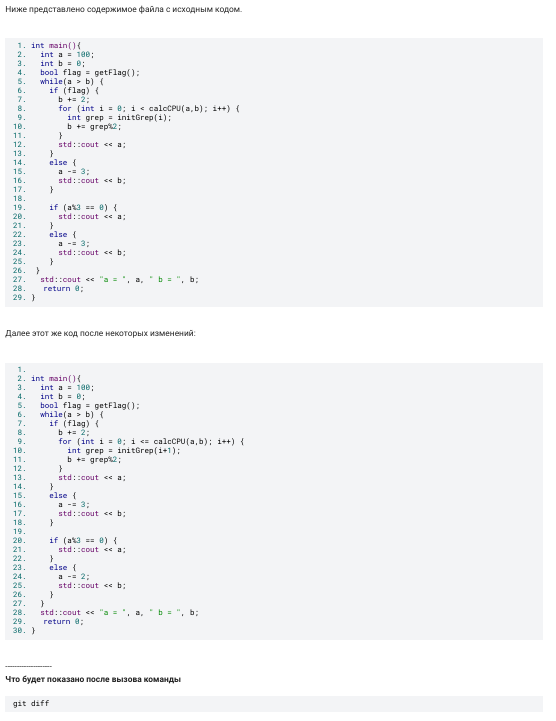 Ниже представлено содержимое файла с исходным кодом.
1. int main(){
2. int a = 100;
3. int b = 0;
4. bool flag = getFlag();
5. while(a > b) {
6. if (flag) {
7. b += 2;
8. for (int i = 0; i < calcCPU(a,b); i++) {
9. int grep = initGrep(i);
10. b += grep%2;
11. }
12. std::cout << a;
13. }
14. else {
15. a -= 3;
16. std::cout << b;
17. }
18.
19. if (a%3 == 0) {
20. std::cout << a;
21. }
22. else {
23. a -= 3;
24. std::cout << b;
25. }
26. }
27. std::cout << "a = ", a, " b = ", b;
28. return 0;
29. }
Далее этот же код после некоторых изменений:
1.
2. int main(){
3. int a = 100;
4. int b = 0;
5. bool flag = getFlag();
6. while(a > b) {
7. if (flag) {
8. b += 2;
9. for (int i = 0; i <= calcCPU(a,b); i++) {
10. int grep = initGrep(i+1);
11. b += grep%2;
12. }
13. std::cout << a;
14. }
15. else {
16. a -= 3;
17. std::cout << b;
18. }
19.
20. if (a%3 == 0) {
21. std::cout << a;
22. }
23. else {
24. a -= 2;
25. std::cout << b;
26. }
27. }
28. std::cout << "a = ", a, " b = ", b;
29. return 0;
30. }
--------------------
Что будет показано после вызова команды
git diff